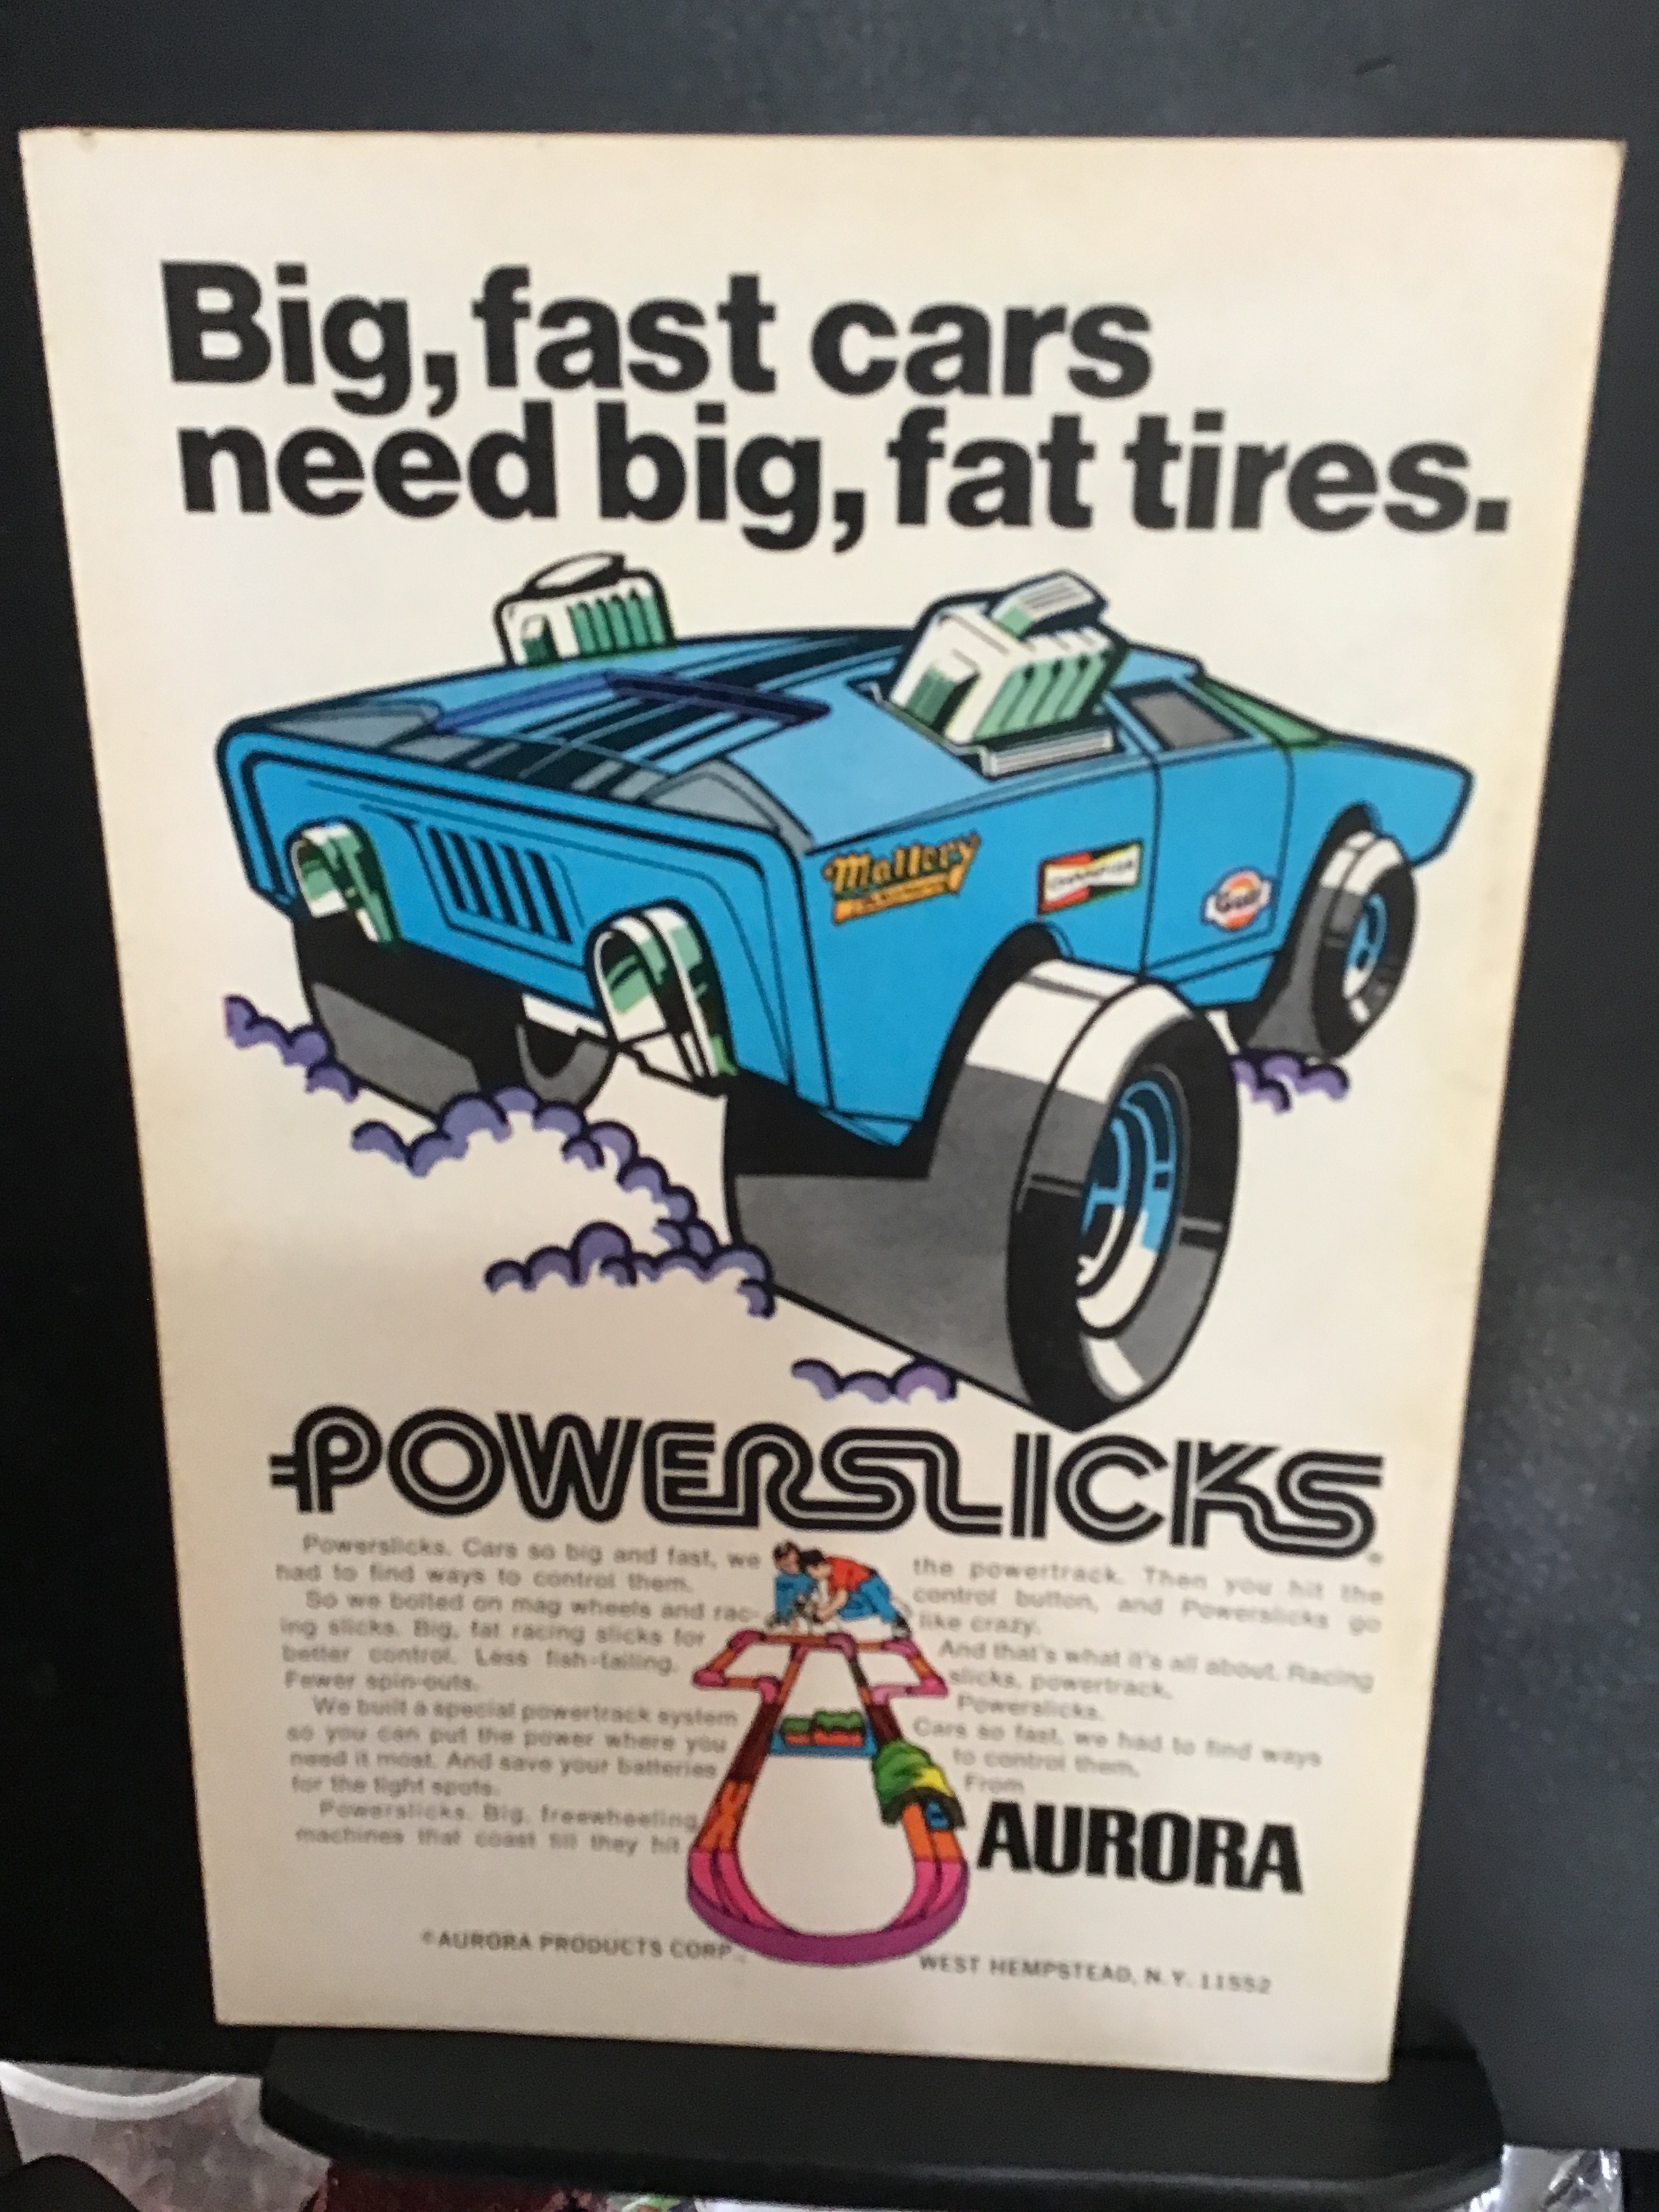 Big, fast cars
need big, fat tires.
Mallory
CHAMPION
Gulf
POWERSLICKS
Powerslicks. Cars so big and fast, we
had to find ways to control them.
So we bolted on mag wheels and rac-
ing slicks. Big, fat racing slicks for
better control. Less fish-tailing.
Fewer spin-outs.
We built a special powertrack system
so you can put the power where you
need it most. And save your batteries
for the tight spots.
Powerslicks. Big, freewheeling
machines that coast till they hit
the powertrack. Then you hit the
control button, and Powerslicks go
like crazy.
And that's what it's all about. Racing
slicks, powertrack.
Powerslicks.
Cars so fast, we had to find ways
to control them.
From
AURORA
©AURORA PRODUCTS CORP., WEST HEMPSTEAD, N.Y. 11552